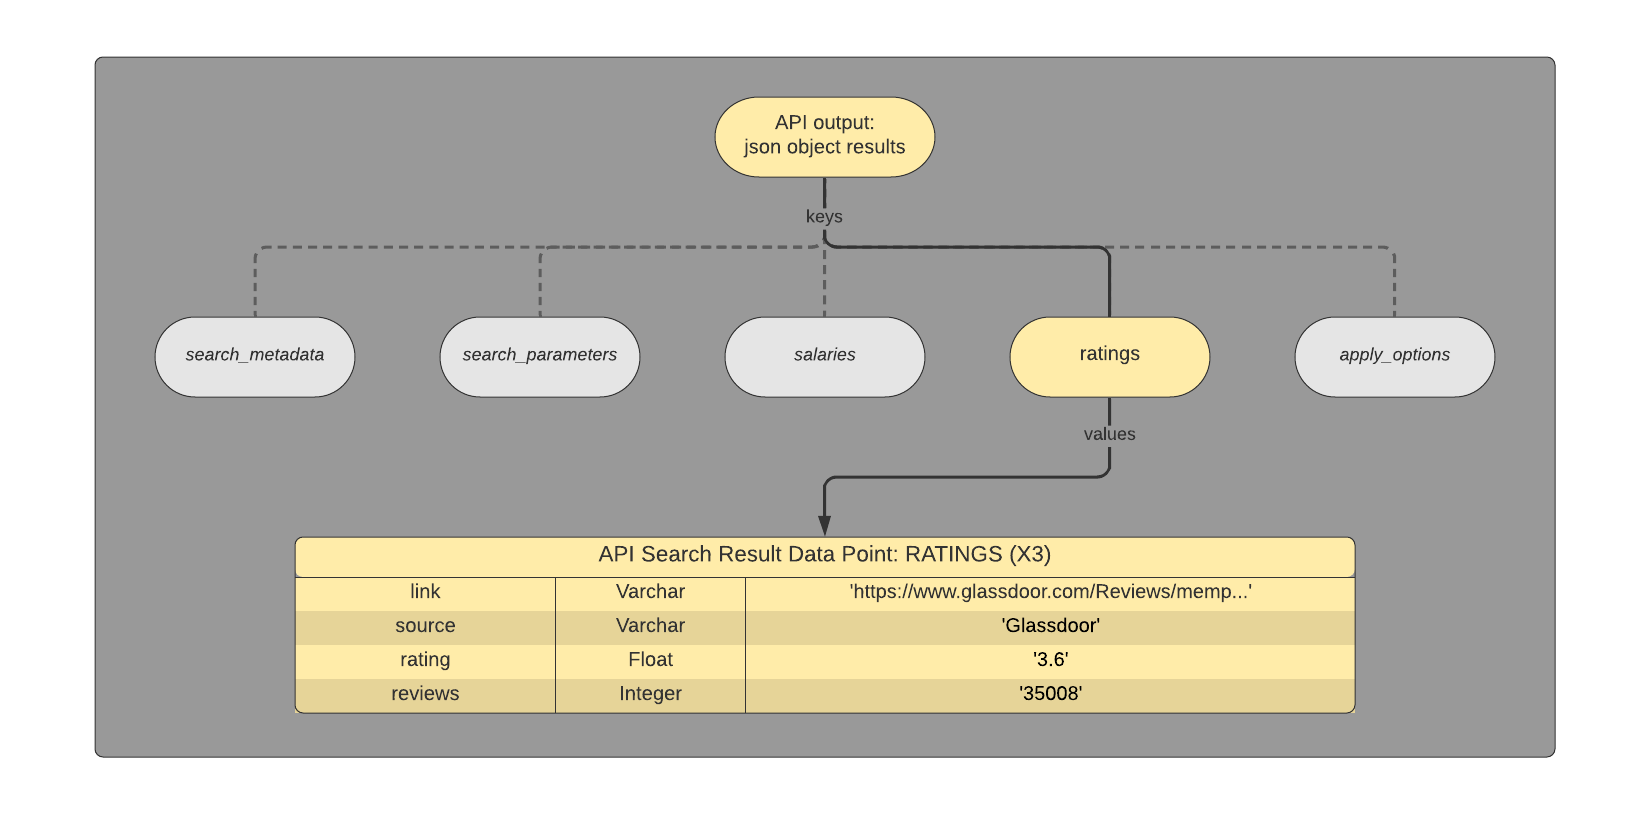 API output:
json object results
keys
search_metadata
search_parameters
salaries
ratings
apply_options
values
API Search Result Data Point: RATINGS (X3)
link Varchar 'https://www.glassdoor.com/Reviews/memp...'
source Varchar 'Glassdoor'
rating Float '3.6'
reviews Integer '35008'